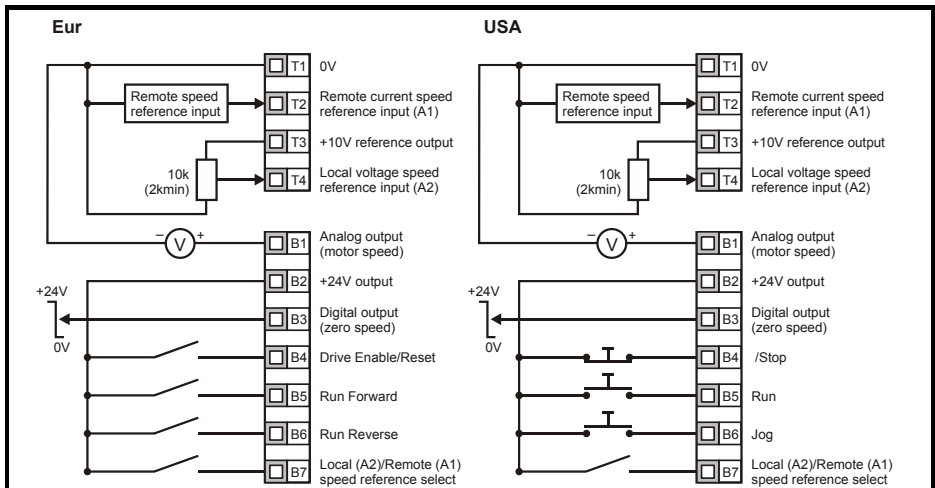 Eur
T1 0V
Remote speed
reference input
T2 Remote current speed
reference input (A1)
T3 +10V reference output
10k
(2kmin)
T4 Local voltage speed
reference input (A2)
– V +
B1 Analog output
(motor speed)
B2 +24V output
+24V
0V
B3 Digital output
(zero speed)
B4 Drive Enable/Reset
B5 Run Forward
B6 Run Reverse
B7 Local (A2)/Remote (A1)
speed reference select
USA
T1 0V
Remote speed
reference input
T2 Remote current speed
reference input (A1)
T3 +10V reference output
10k
(2kmin)
T4 Local voltage speed
reference input (A2)
– V +
B1 Analog output
(motor speed)
B2 +24V output
+24V
0V
B3 Digital output
(zero speed)
B4 /Stop
B5 Run
B6 Jog
B7 Local (A2)/Remote (A1)
speed reference select